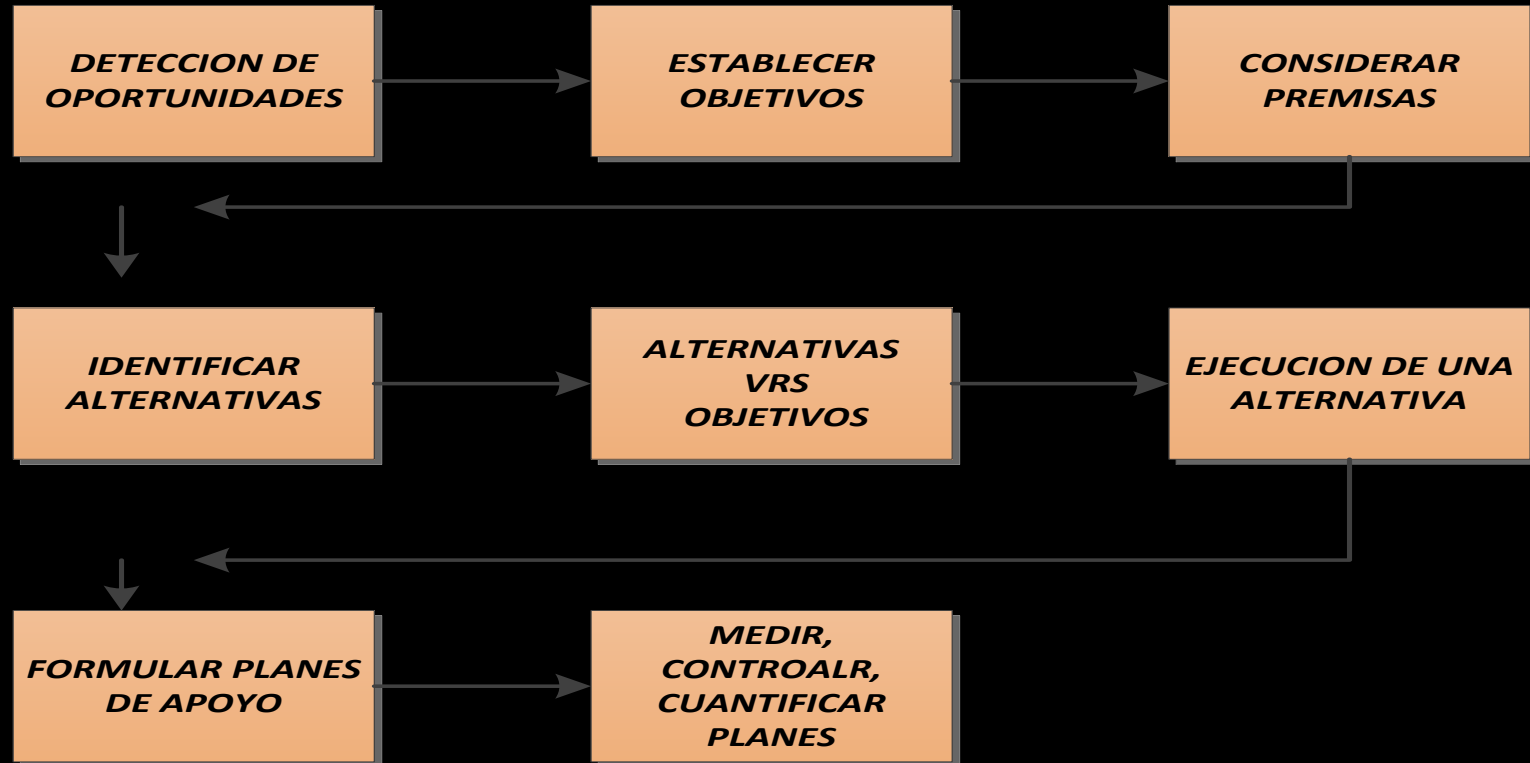 DETECCION DE
OPORTUNIDADES
ESTABLECER
OBJETIVOS
CONSIDERAR
PREMISAS
IDENTIFICAR
ALTERNATIVAS
ALTERNATIVAS
VRS
OBJETIVOS
EJECUCION DE UNA
ALTERNATIVA
FORMULAR PLANES
DE APOYO
MEDIR,
CONTROALR,
CUANTIFICAR
PLANES